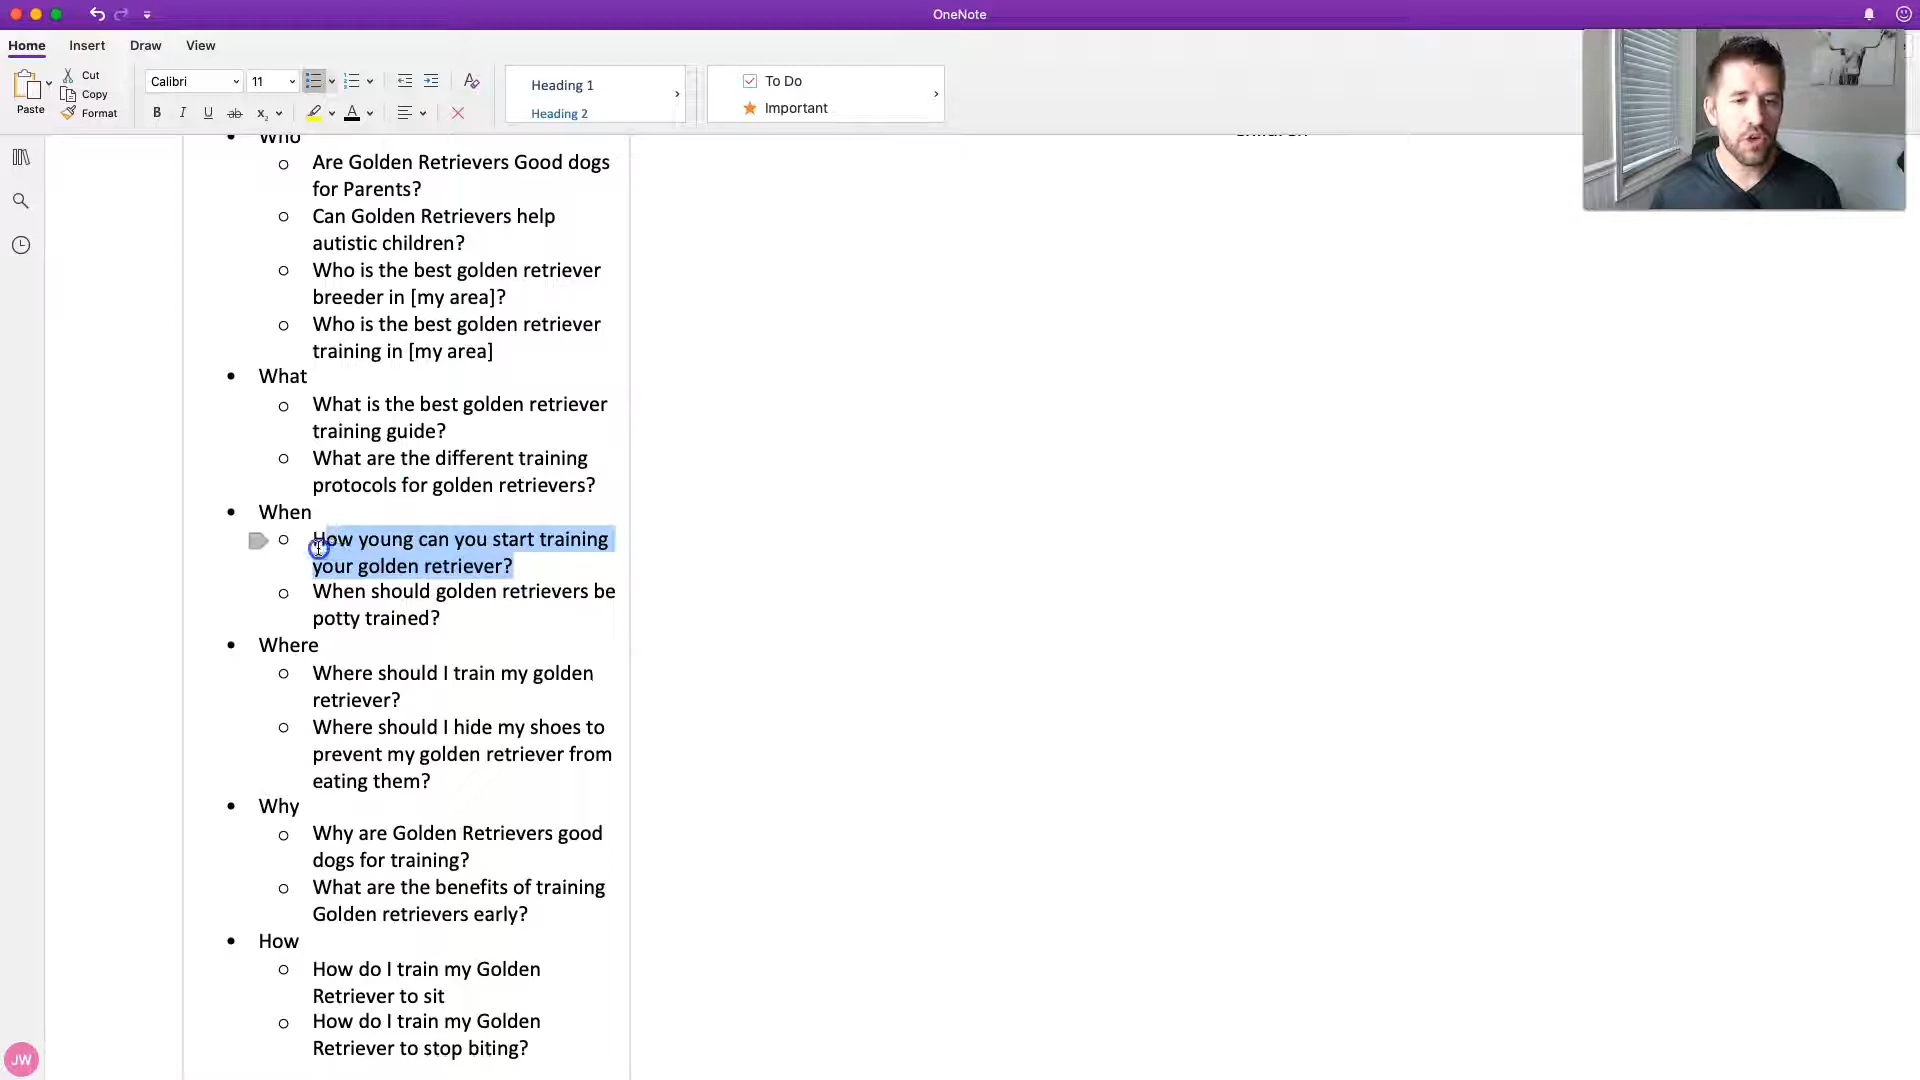 OneNote
Home Insert Draw View
Paste
Cut
Copy
Format
Calibri 11
B I U ab x₂ A
Heading 1
Heading 2
To Do
Important
Who
Are Golden Retrievers Good dogs
for Parents?
Can Golden Retrievers help
autistic children?
Who is the best golden retriever
breeder in [my area]?
Who is the best golden retriever
training in [my area]
What
What is the best golden retriever
training guide?
What are the different training
protocols for golden retrievers?
When
How young can you start training
your golden retriever?
When should golden retrievers be
potty trained?
Where
Where should I train my golden
retriever?
Where should I hide my shoes to
prevent my golden retriever from
eating them?
Why
Why are Golden Retrievers good
dogs for training?
What are the benefits of training
Golden retrievers early?
How
How do I train my Golden
Retriever to sit
How do I train my Golden
Retriever to stop biting?
JW